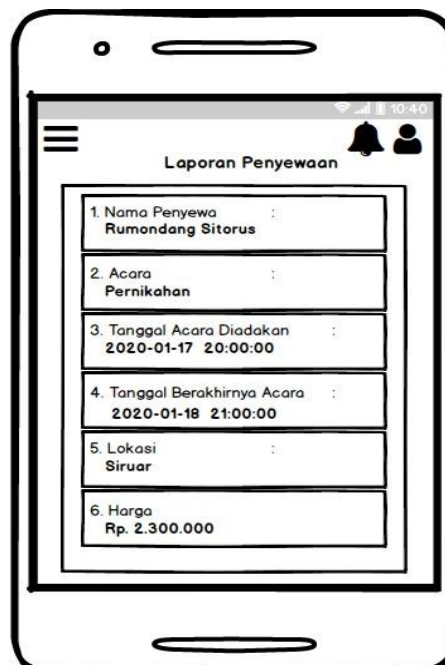 10:40
Laporan Penyewaan
1. Nama Penyewa :
Rumondang Sitorus
2. Acara :
Pernikahan
3. Tanggal Acara Diadakan :
2020-01-17 20:00:00
4. Tanggal Berakhirnya Acara :
2020-01-18 21:00:00
5. Lokasi :
Siruar
6. Harga
Rp. 2.300.000